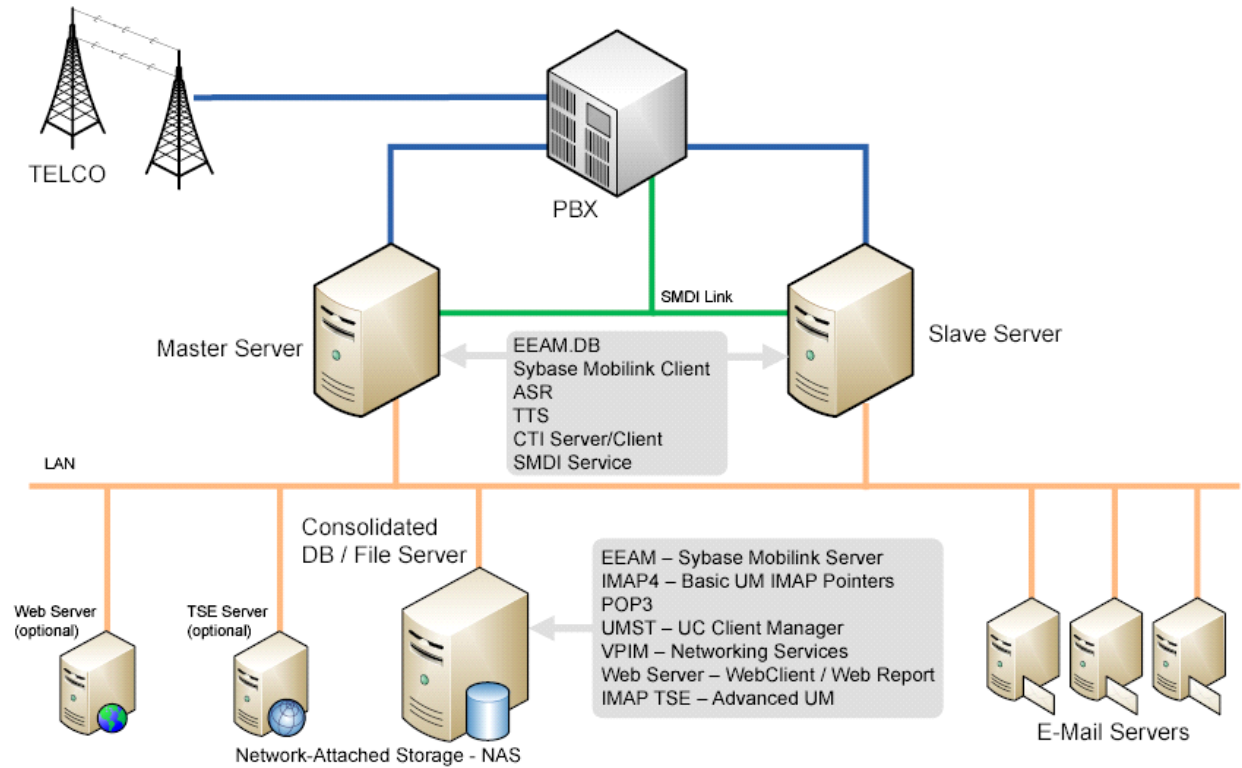 TELCO
PBX
SMDI Link
Master Server
Slave Server
EEAM.DB
Sybase Mobilink Client
ASR
TTS
CTI Server/Client
SMDI Service
LAN
Consolidated
DB / File Server
EEAM – Sybase Mobilink Server
IMAP4 – Basic UM IMAP Pointers
POP3
UMST – UC Client Manager
VPIM – Networking Services
Web Server – WebClient / Web Report
IMAP TSE – Advanced UM
Web Server
(optional)
TSE Server
(optional)
E-Mail Servers
Network-Attached Storage - NAS